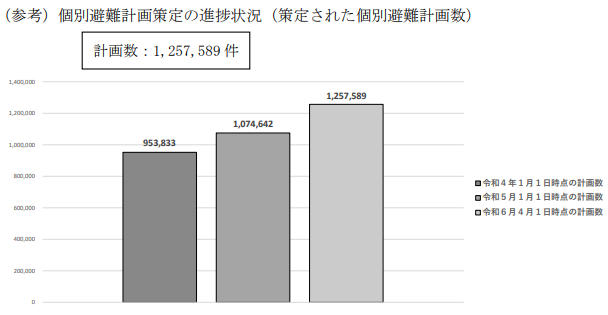 (参考) 個別避難計画策定の進捗状況（策定された個別避難計画数）
計画数：1,257,589 件
1,400,000
1,200,000
1,000,000
800,000
600,000
400,000
200,000
0
953,833
1,074,642
1,257,589
令和４年１月１日時点の計画数
令和５月１月１日時点の計画数
令和６月４月１日時点の計画数